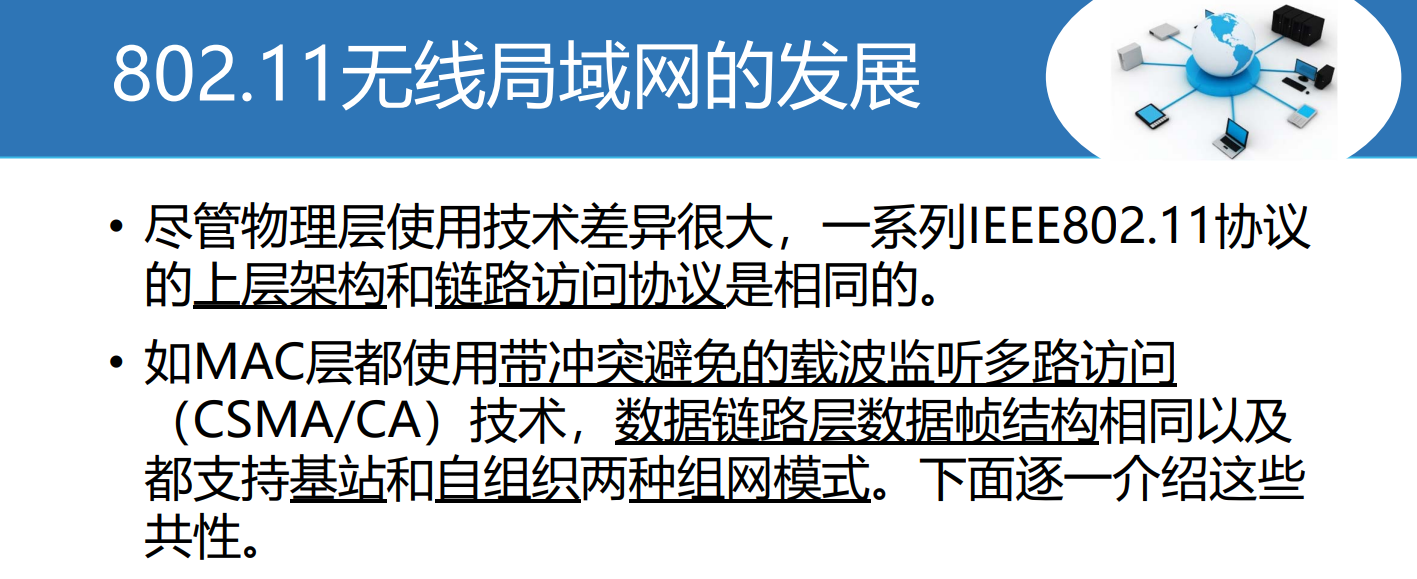 802.11无线局域网的发展
• 尽管物理层使用技术差异很大，一系列IEEE802.11协议
的上层架构和链路访问协议是相同的。
• 如MAC层都使用带冲突避免的载波监听多路访问
（CSMA/CA）技术，数据链路层数据帧结构相同以及
都支持基站和自组织两种组网模式。下面逐一介绍这些
共性。